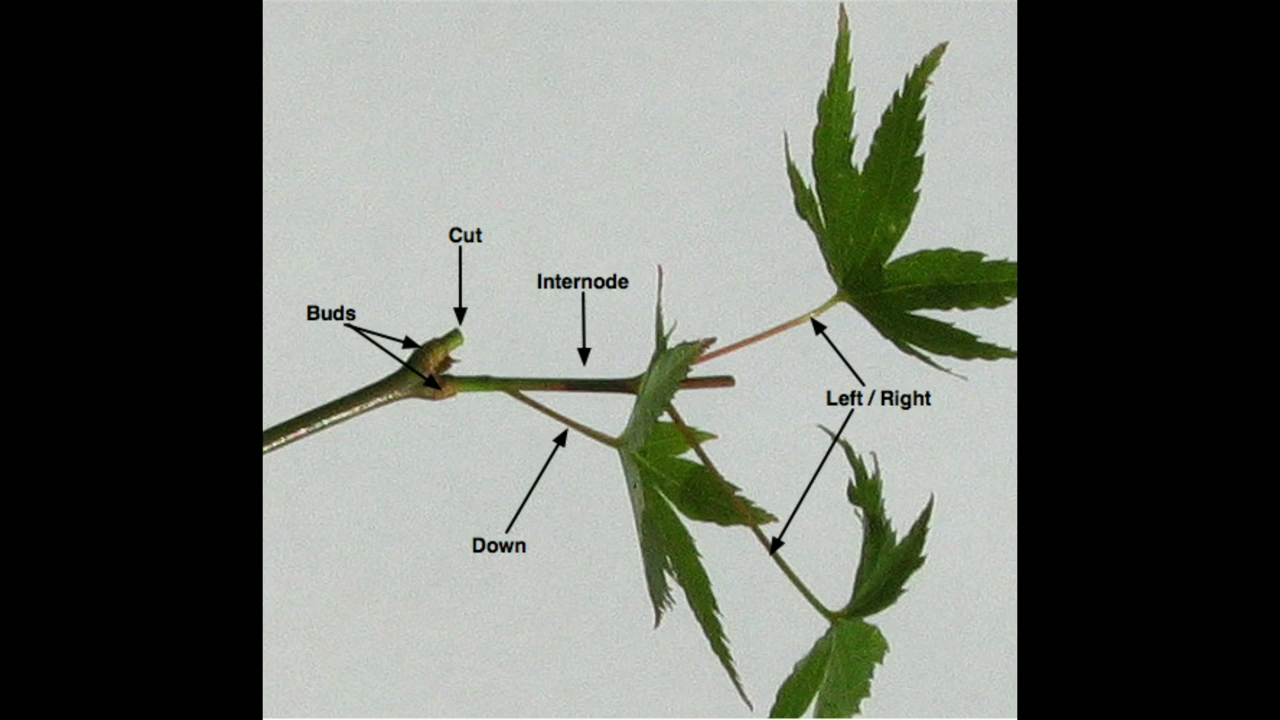 Cut
Internode
Buds
Left / Right
Down